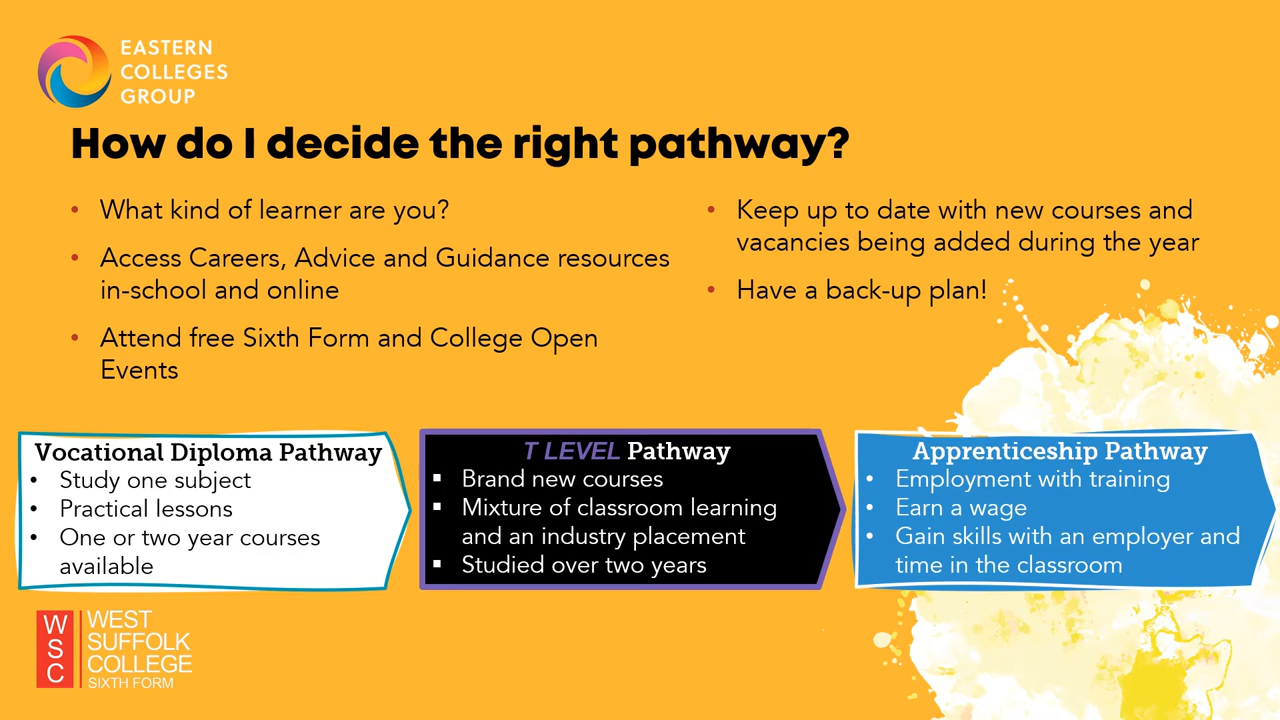 EASTERN
COLLEGES
GROUP
How do I decide the right pathway?
• What kind of learner are you?
• Access Careers, Advice and Guidance resources
in-school and online
• Attend free Sixth Form and College Open
Events
• Keep up to date with new courses and
vacancies being added during the year
• Have a back-up plan!
Vocational Diploma Pathway
• Study one subject
• Practical lessons
• One or two year courses
available
T LEVEL Pathway
▪ Brand new courses
▪ Mixture of classroom learning
and an industry placement
▪ Studied over two years
Apprenticeship Pathway
• Employment with training
• Earn a wage
• Gain skills with an employer and
time in the classroom
W
S
C
WEST
SUFFOLK
COLLEGE
SIXTH FORM